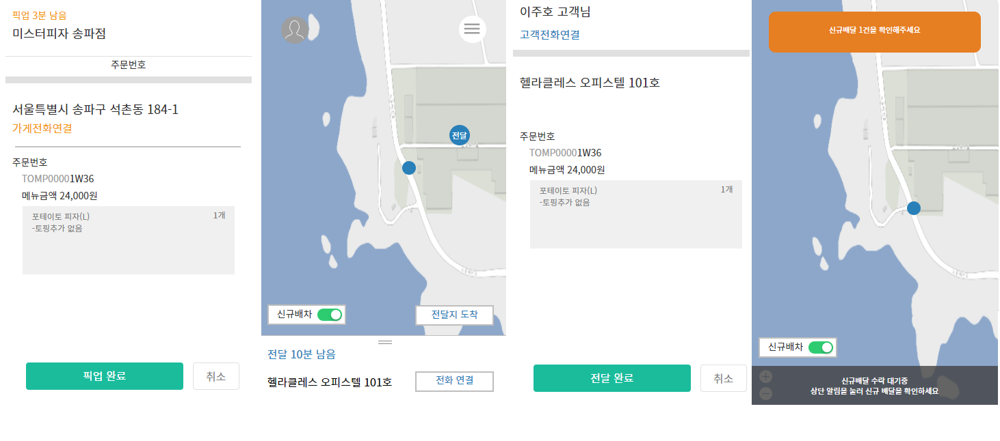 픽업 3분 남음
미스터피자 송파점
주문번호
서울특별시 송파구 석촌동 184-1
가게전화연결
주문번호
TOMP00001W36
메뉴금액 24,000원
포테이토 피자(L) 1개
-토핑추가 없음
픽업 완료 취소
전달
신규배차
전달지 도착
전달 10분 남음
헬라클레스 오피스텔 101호
전화 연결
이주호 고객님
고객전화연결
헬라클레스 오피스텔 101호
주문번호
TOMP00001W36
메뉴금액 24,000원
포테이토 피자(L) 1개
-토핑추가 없음
전달 완료 취소
신규배달 1건을 확인해주세요
신규배차
신규배달 수락 대기중
상단 알림을 눌러 신규 배달을 확인하세요